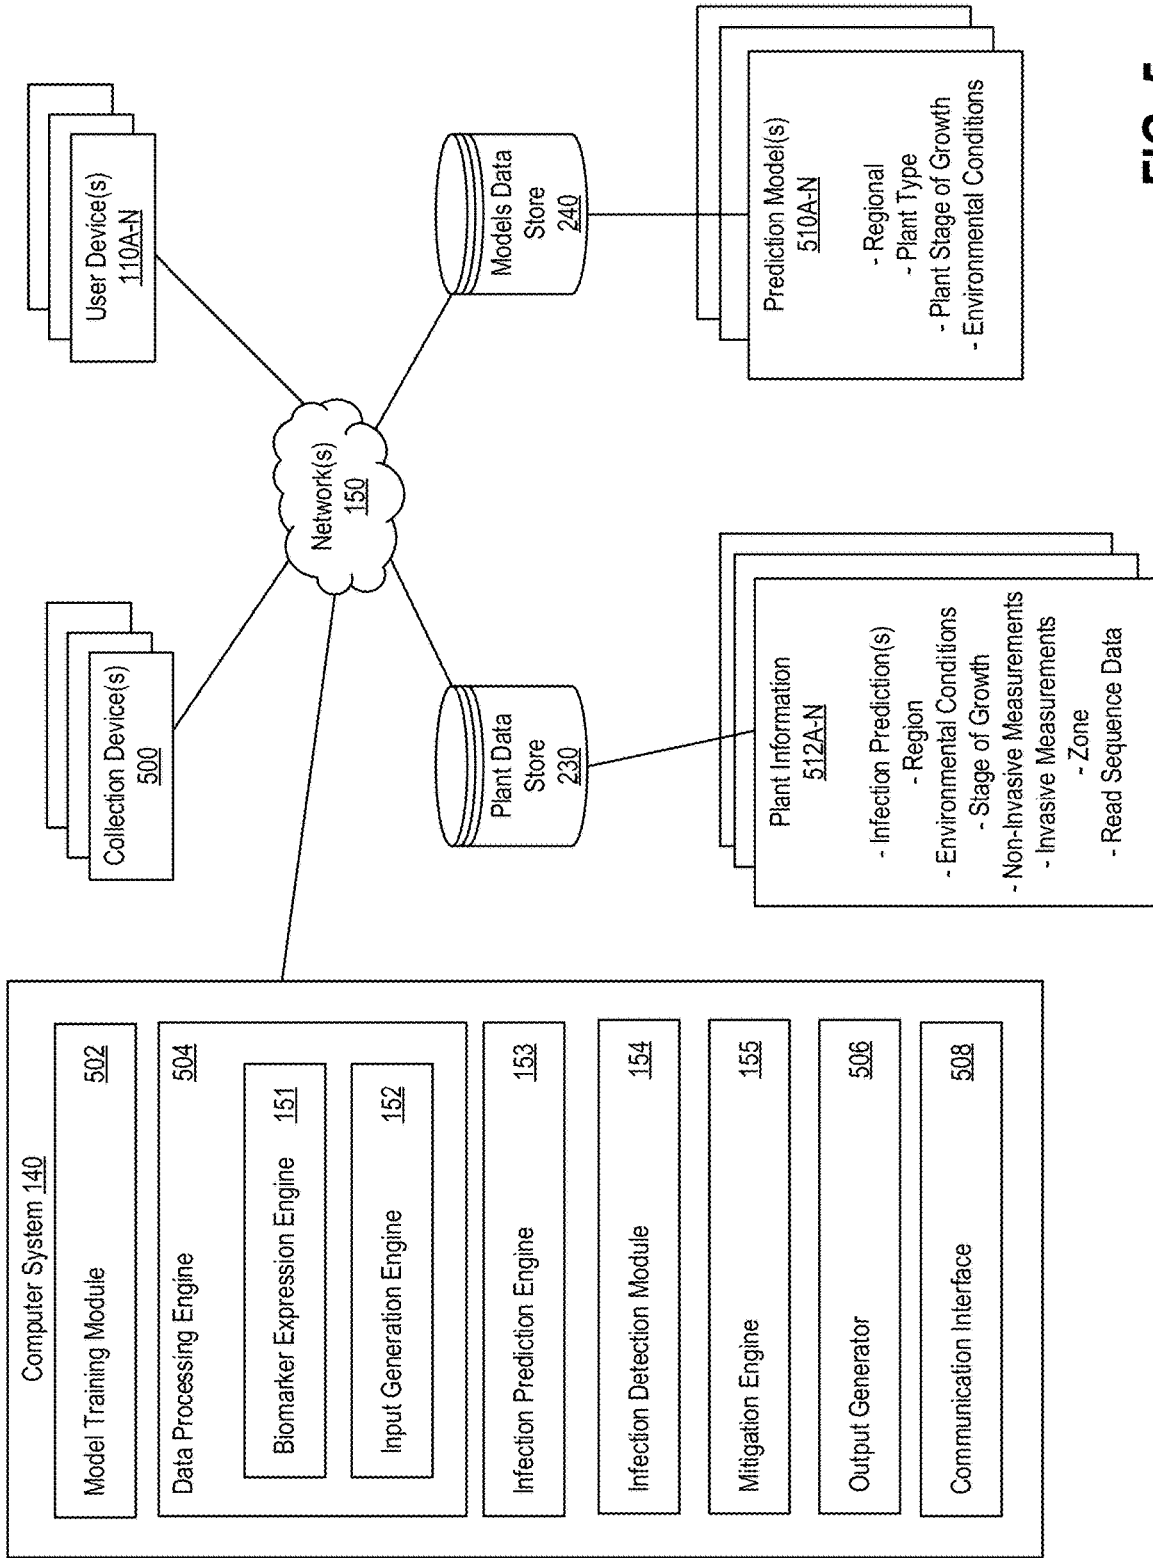 Computer System 140
Model Training Module 502
Data Processing Engine 504
Biomarker Expression Engine 151
Input Generation Engine 152
Infection Prediction Engine 153
Infection Detection Module 154
Mitigation Engine 155
Output Generator 506
Communication Interface 508
Collection Device(s)
500
User Device(s)
110A-N
Network(s)
150
Plant Data
Store
230
Models Data
Store
240
Plant Information
512A-N
- Infection Prediction(s)
- Region
- Environmental Conditions
- Stage of Growth
- Non-Invasive Measurements
- Invasive Measurements
- Zone
- Read Sequence Data
Prediction Model(s)
510A-N
- Regional
- Plant Type
- Plant Stage of Growth
- Environmental Conditions